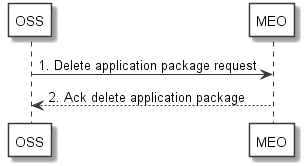 OSS MEO
1. Delete application package request
2. Ack delete application package
OSS MEO